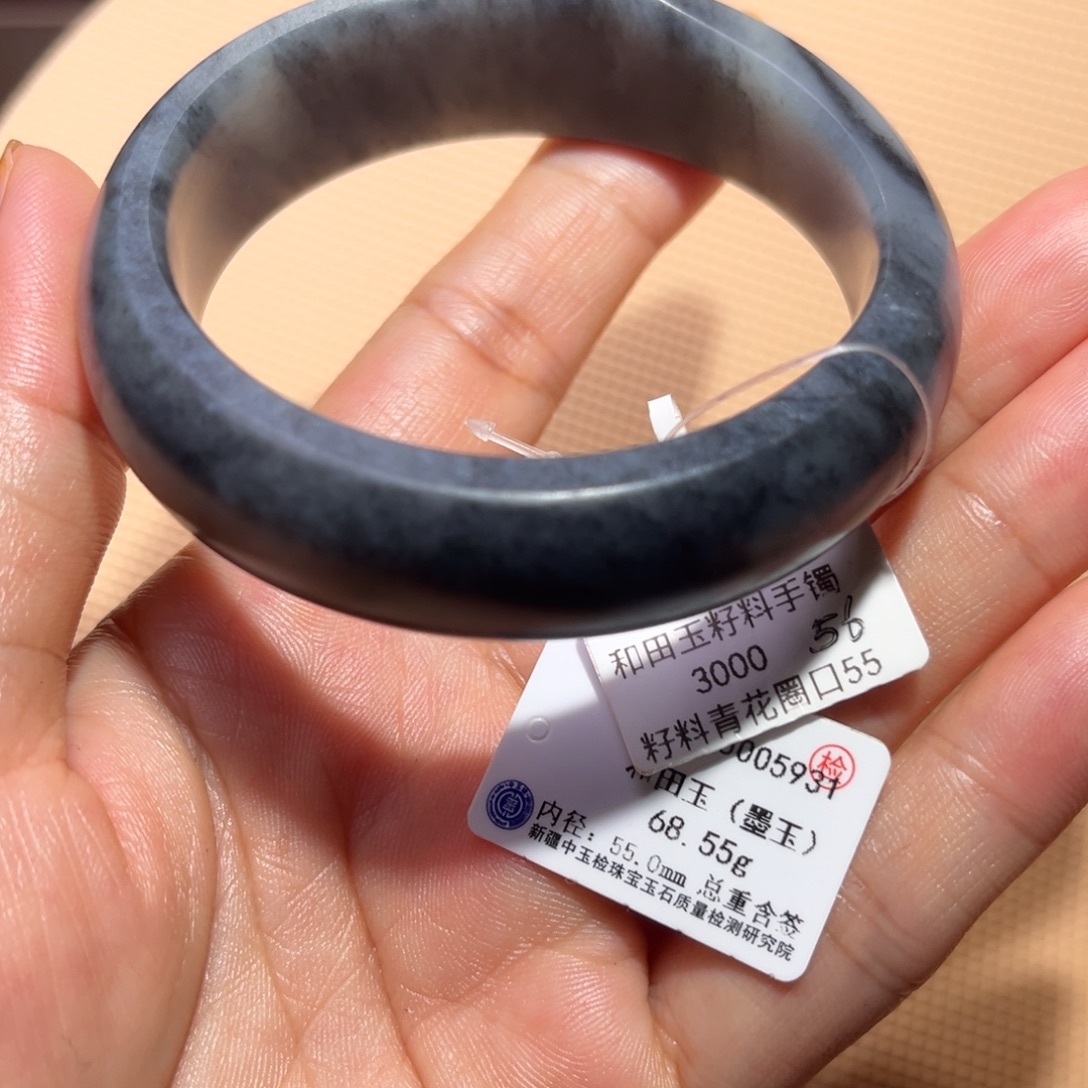 和田玉籽料手镯
3000 56
籽料青花圈口55
005931
检
田玉（墨玉）
68.55g
内径：55.0mm 总重含签
新疆中玉检珠宝玉石质量检测研究院